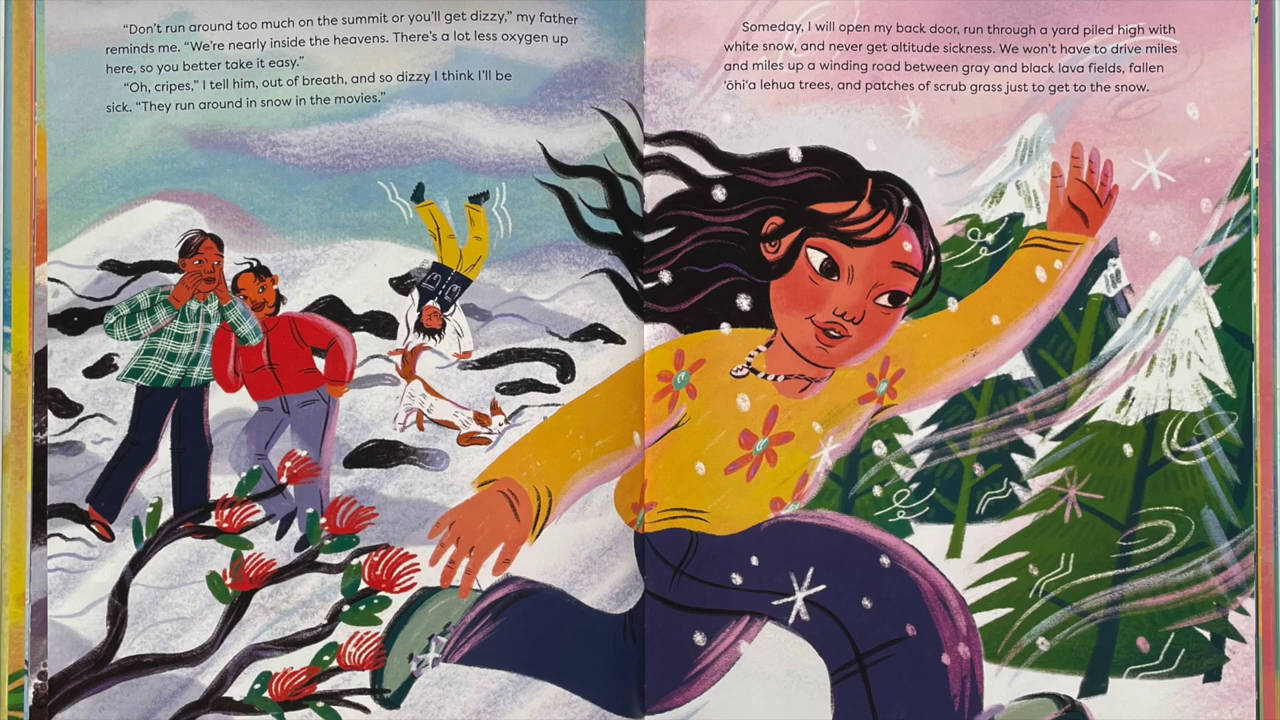 “Don’t run around too much on the summit or you’ll get dizzy,” my father
reminds me. “We’re nearly inside the heavens. There’s a lot less oxygen up
here, so you better take it easy.”
“Oh, cripes,” I tell him, out of breath, and so dizzy I think I’ll be
sick. “They run around in snow in the movies.”
Someday, I will open my back door, run through a yard piled high with
white snow, and never get altitude sickness. We won’t have to drive miles
and miles up a winding road between gray and black lava fields, fallen
‘ōhi‘a lehua trees, and patches of scrub grass just to get to the snow.